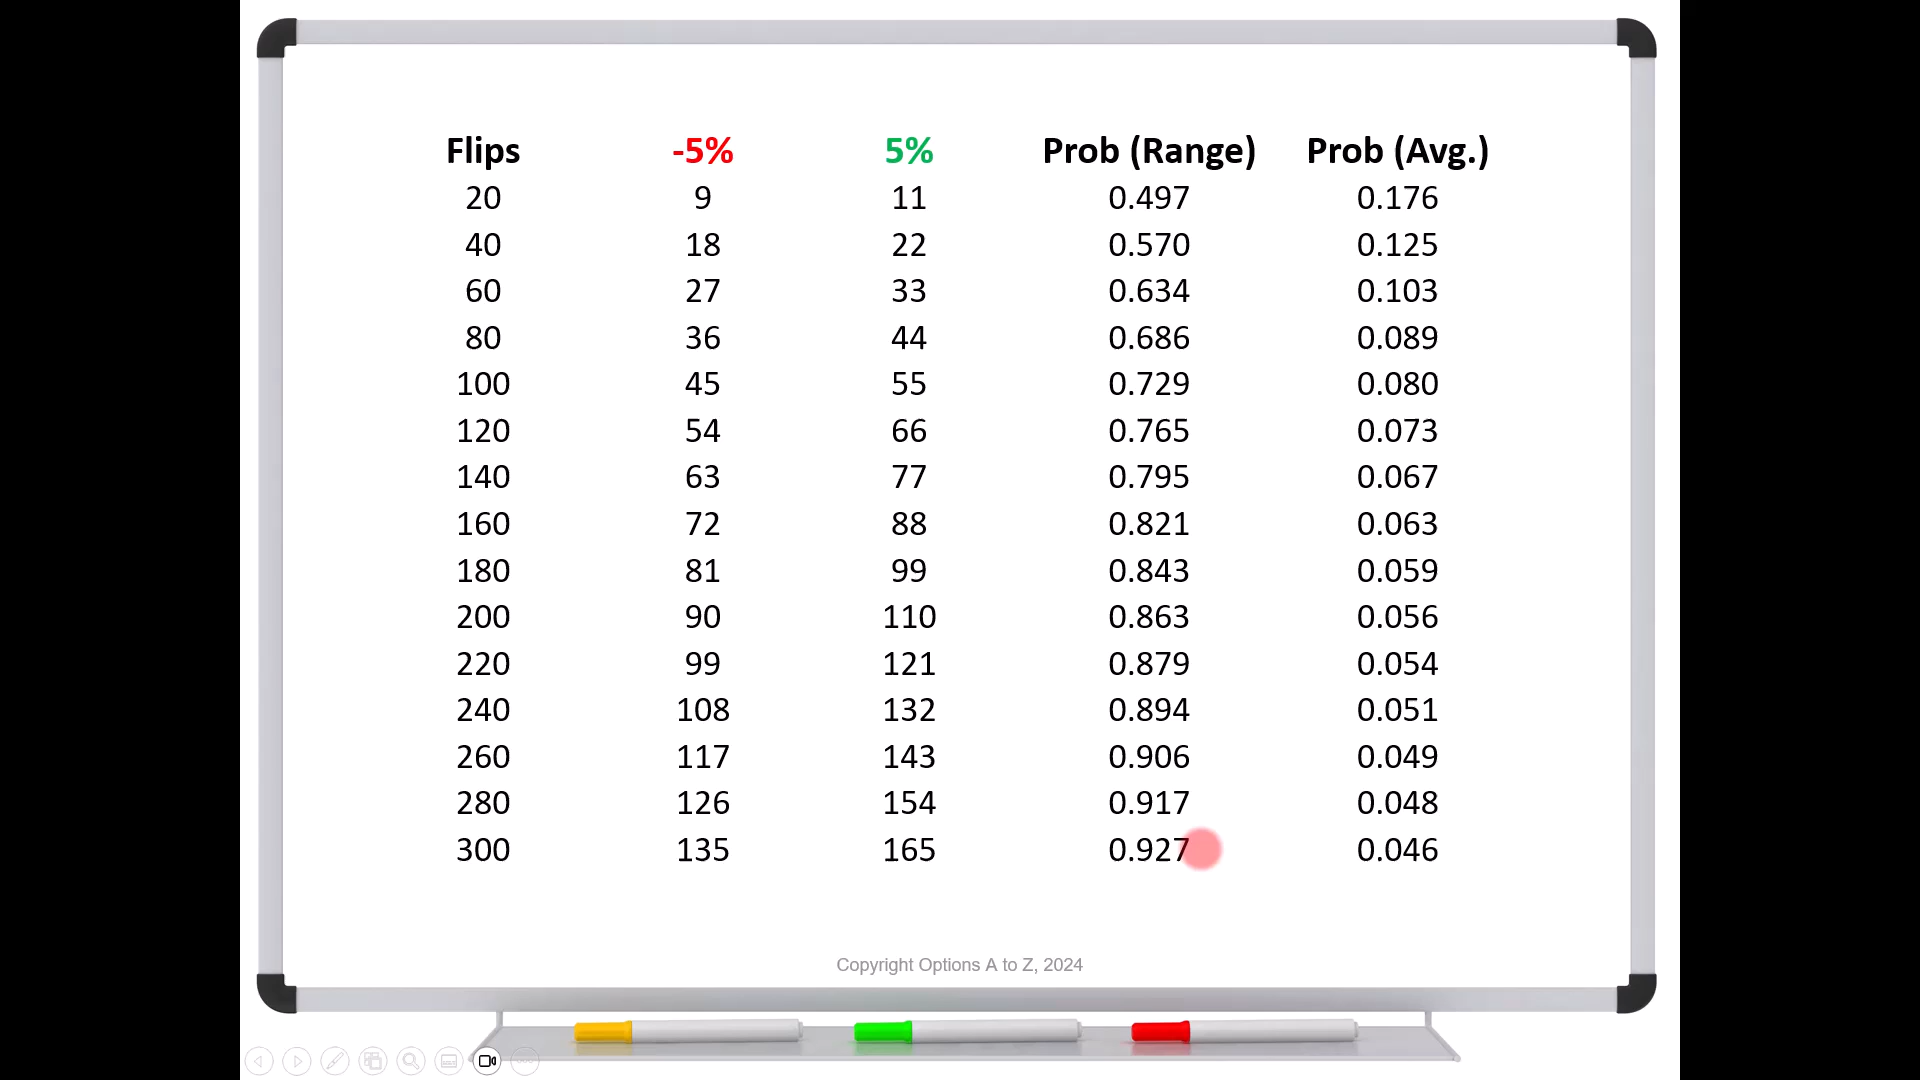 Flips -5% 5% Prob (Range) Prob (Avg.)
20 9 11 0.497 0.176
40 18 22 0.570 0.125
60 27 33 0.634 0.103
80 36 44 0.686 0.089
100 45 55 0.729 0.080
120 54 66 0.765 0.073
140 63 77 0.795 0.067
160 72 88 0.821 0.063
180 81 99 0.843 0.059
200 90 110 0.863 0.056
220 99 121 0.879 0.054
240 108 132 0.894 0.051
260 117 143 0.906 0.049
280 126 154 0.917 0.048
300 135 165 0.927 0.046
Copyright Options A to Z, 2024